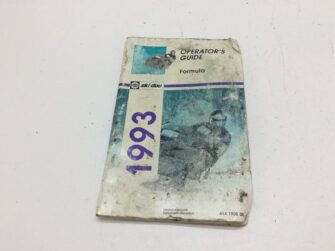 OPERATOR'S
GUIDE
Formula
ski-doo
1993